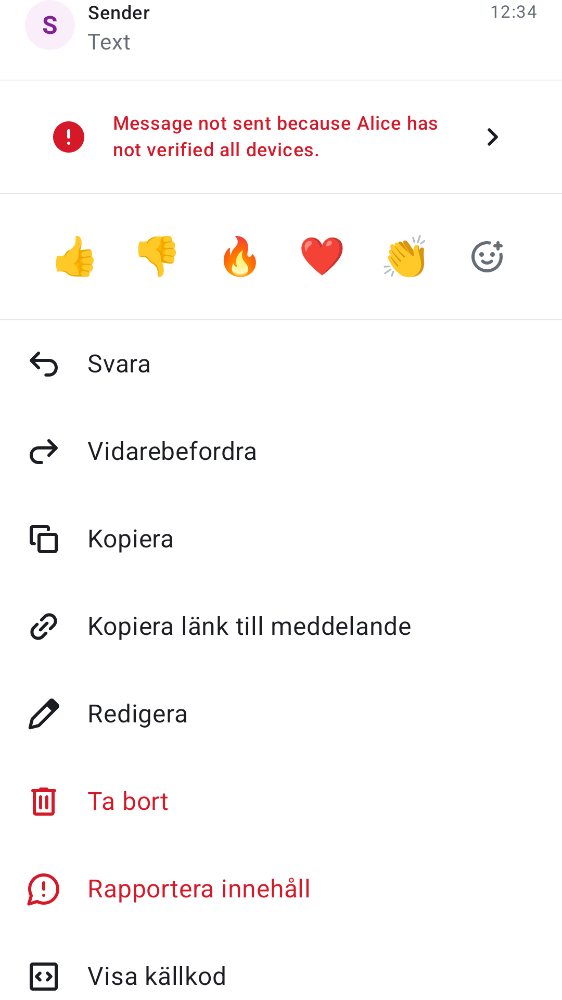 S
Sender
12:34
Text
Message not sent because Alice has
not verified all devices.
Svara
Vidarebefordra
Kopiera
Kopiera länk till meddelande
Redigera
Ta bort
Rapportera innehåll
Visa källkod